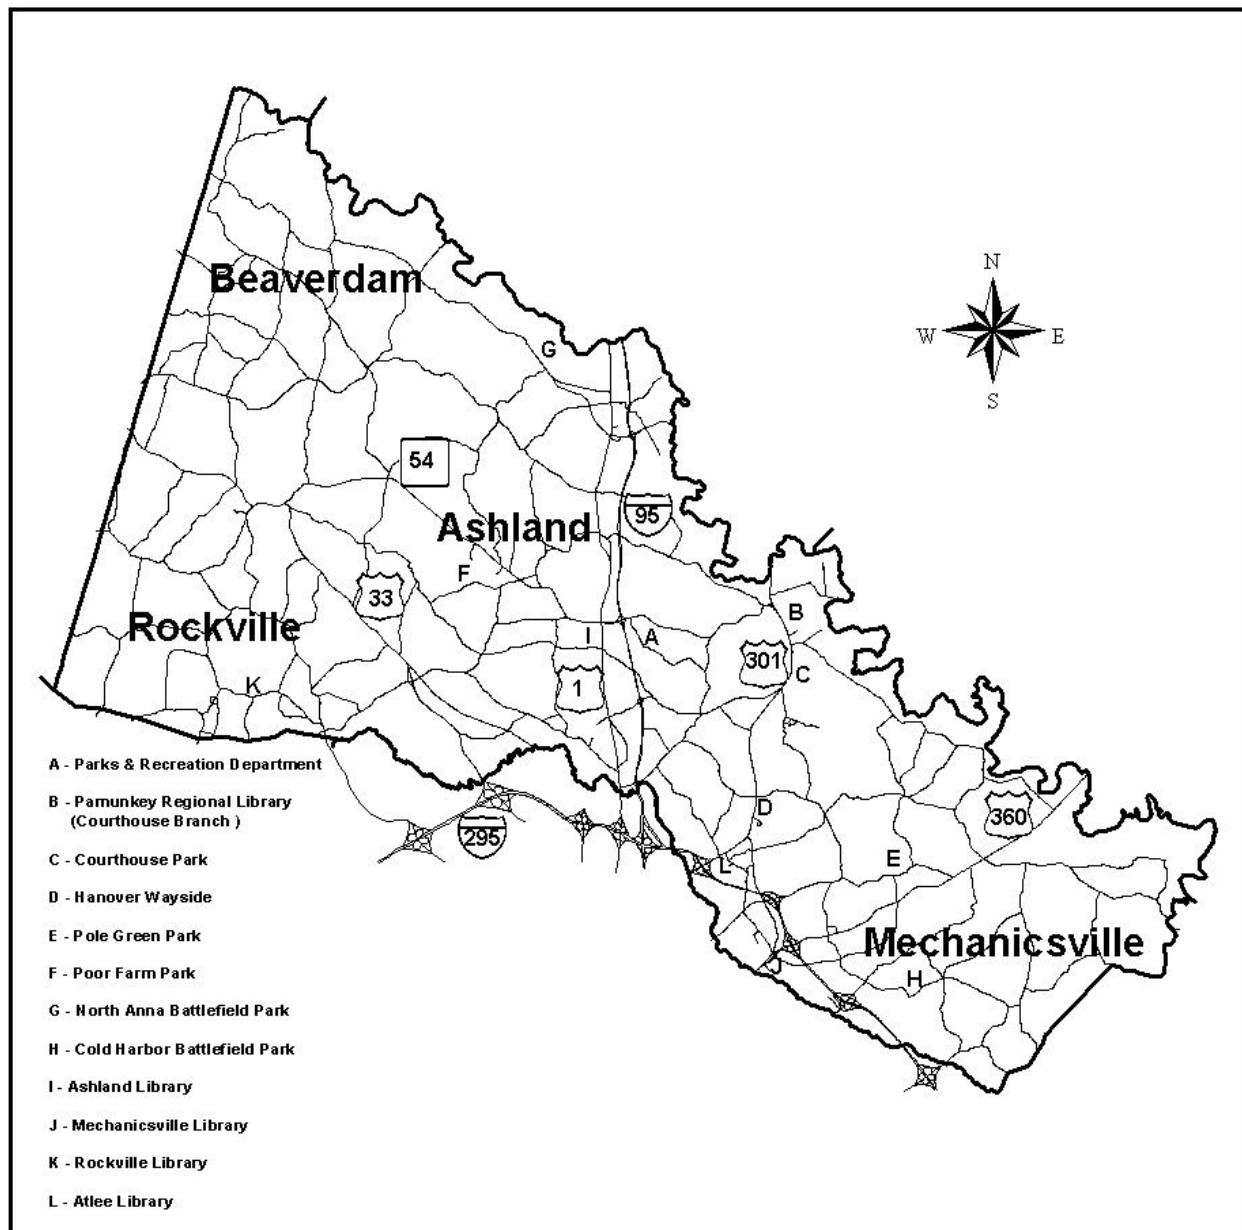 N
W E
S
Beaverdam
G
54
Ashland
95
F
33
B
Rockville
I
A
301
C
1
K
A - Parks & Recreation Department
B - Pamunkey Regional Library
(Courthouse Branch )
360
D
295
C - Courthouse Park
E
L
D - Hanover Wayside
E - Pole Green Park
Mechanicsville
J
F - Poor Farm Park
H
G - North Anna Battlefield Park
H - Cold Harbor Battlefield Park
I - Ashland Library
J - Mechanicsville Library
K - Rockville Library
L - Atlee Library